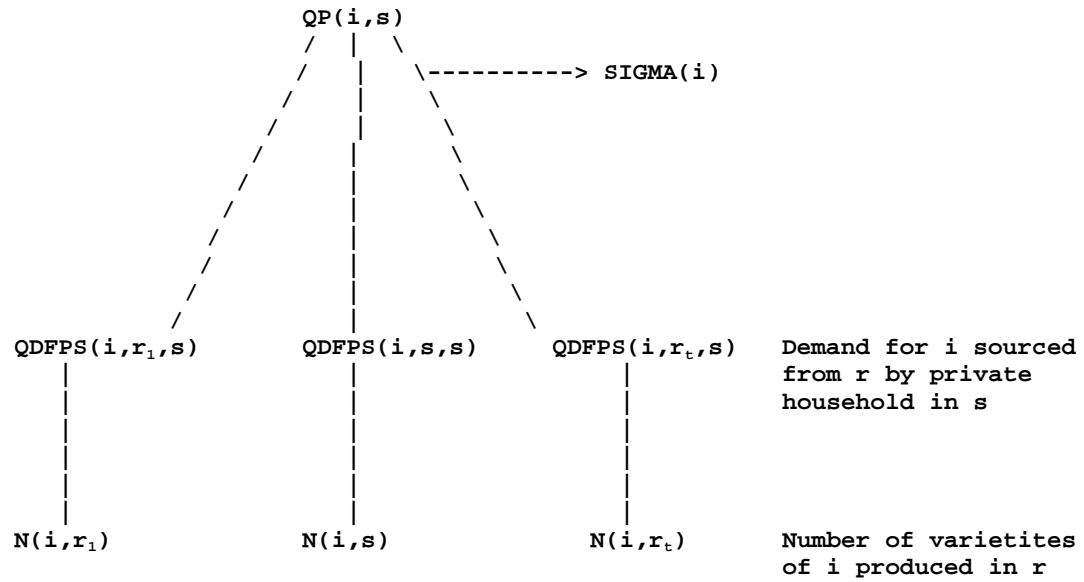 QP(i,s)
----------> SIGMA(i)
QDFPS(i,r₁,s) QDFPS(i,s,s) QDFPS(i,rₜ,s) Demand for i sourced
from r by private
household in s
N(i,r₁) N(i,s) N(i,rₜ) Number of varietites
of i produced in r